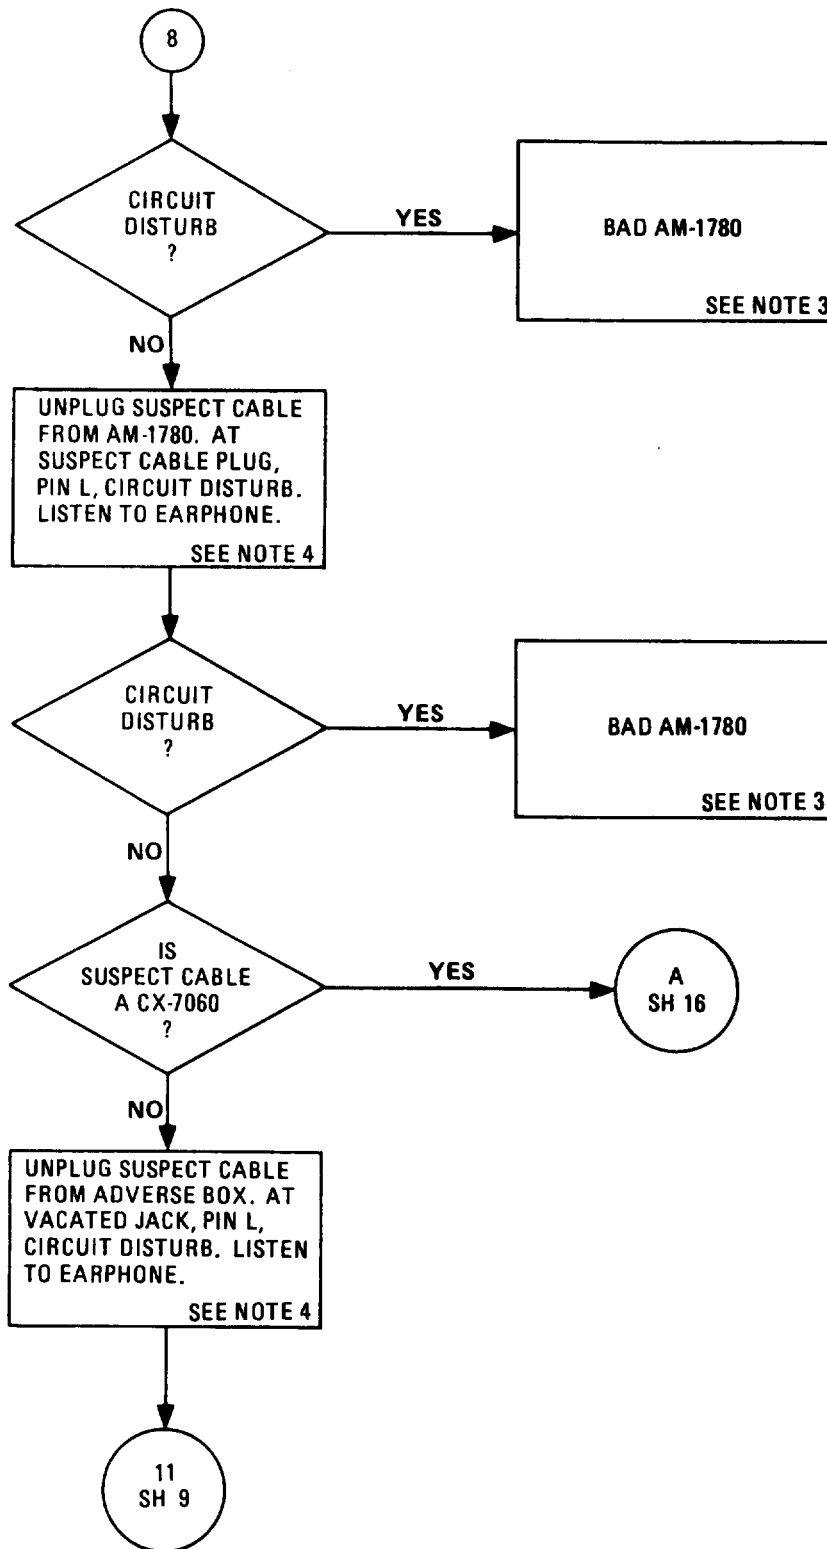 8
CIRCUIT
DISTURB
?
YES
BAD AM-1780
SEE NOTE 3
NO
UNPLUG SUSPECT CABLE
FROM AM-1780. AT
SUSPECT CABLE PLUG,
PIN L, CIRCUIT DISTURB.
LISTEN TO EARPHONE.
SEE NOTE 4
CIRCUIT
DISTURB
?
YES
BAD AM-1780
SEE NOTE 3
NO
IS
SUSPECT CABLE
A CX-7060
?
YES
A
SH 16
NO
UNPLUG SUSPECT CABLE
FROM ADVERSE BOX. AT
VACATED JACK, PIN L,
CIRCUIT DISTURB. LISTEN
TO EARPHONE.
SEE NOTE 4
11
SH 9